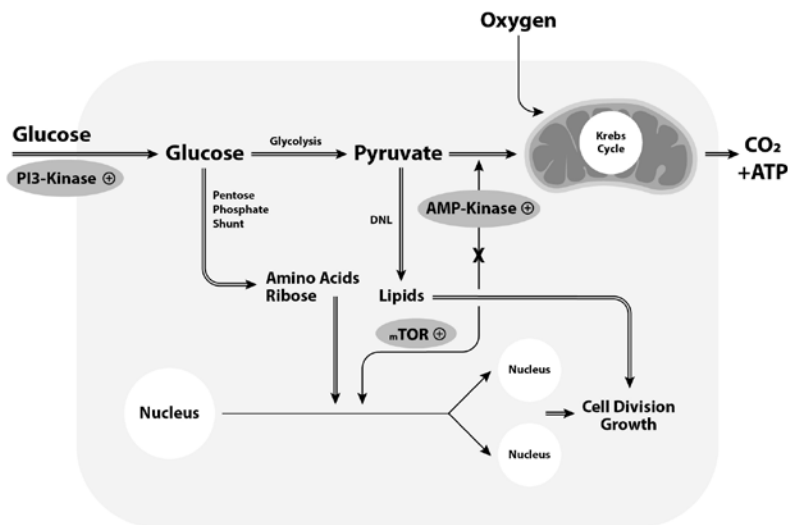 Oxygen
Glucose
PI3-Kinase ⊕
Glucose
Glycolysis
Pyruvate
Krebs
Cycle
CO₂
+ATP
Pentose
Phosphate
Shunt
DNL
AMP-Kinase ⊕
X
Amino Acids
Ribose
Lipids
mTOR ⊕
Nucleus
Nucleus
Nucleus
Cell Division
Growth